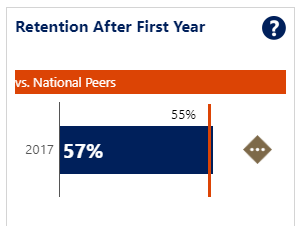 Retention After First Year ?
vs. National Peers
55%
2017 57%